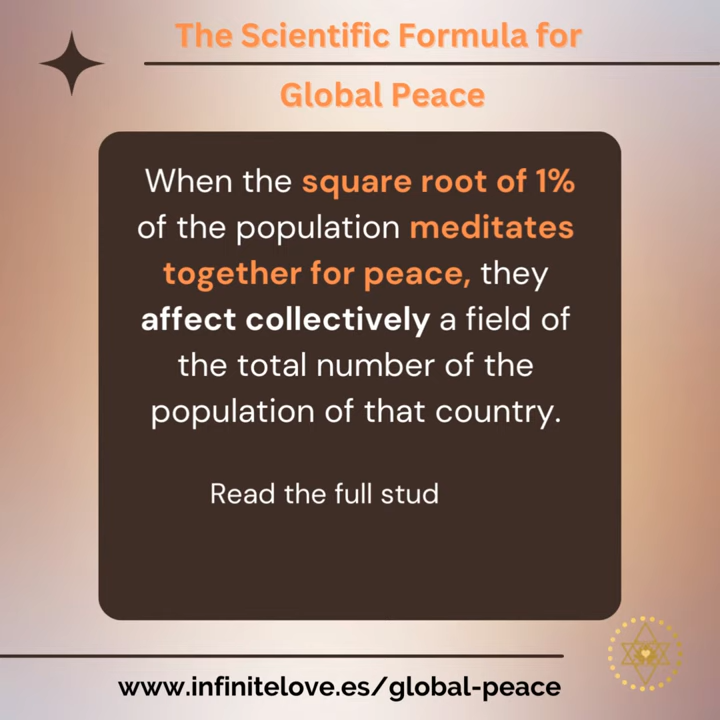 The Scientific Formula for
Global Peace
When the square root of 1%
of the population meditates
together for peace, they
affect collectively a field of
the total number of the
population of that country.
Read the full stud
www.infinitelove.es/global-peace